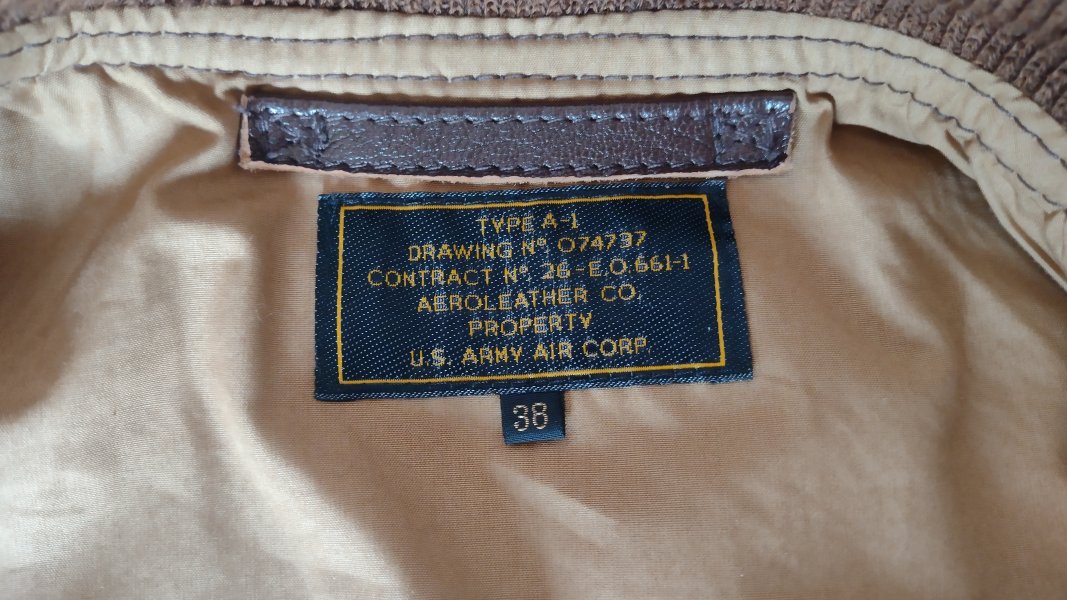 TYPE A-1
DRAWING Nº 074737
CONTRACT Nº 26-E.O.661-1
AEROLEATHER CO.
PROPERTY
U.S. ARMY AIR CORP.
38